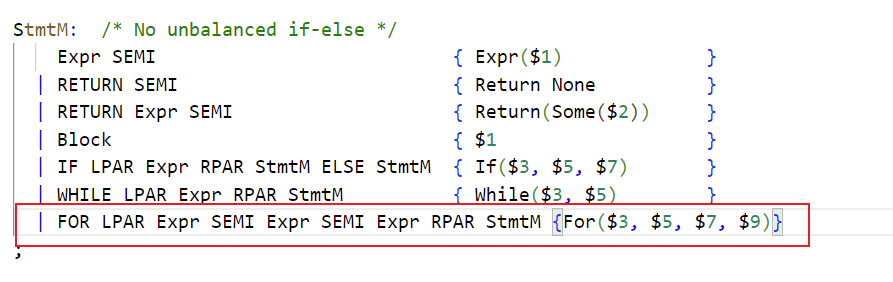 StmtM:  /* No unbalanced if-else */
    Expr SEMI                           { Expr($1)             }
  | RETURN SEMI                         { Return None          }
  | RETURN Expr SEMI                    { Return(Some($2))     }
  | Block                               { $1                   }
  | IF LPAR Expr RPAR StmtM ELSE StmtM  { If($3, $5, $7)       }
  | WHILE LPAR Expr RPAR StmtM          { While($3, $5)        }
  | FOR LPAR Expr SEMI Expr SEMI Expr RPAR StmtM {For($3, $5, $7, $9)}
;